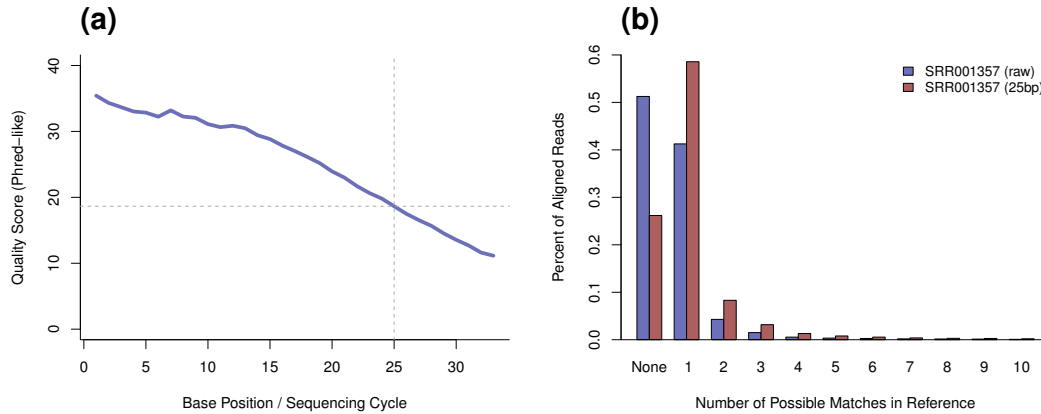 (a)
Quality Score (Phred-like)
40
30
20
10
0
0 5 10 15 20 25 30
Base Position / Sequencing Cycle
(b)
Percent of Aligned Reads
0.6
0.5
0.4
0.3
0.2
0.1
0.0
SRR001357 (raw)
SRR001357 (25bp)
None 1 2 3 4 5 6 7 8 9 10
Number of Possible Matches in Reference